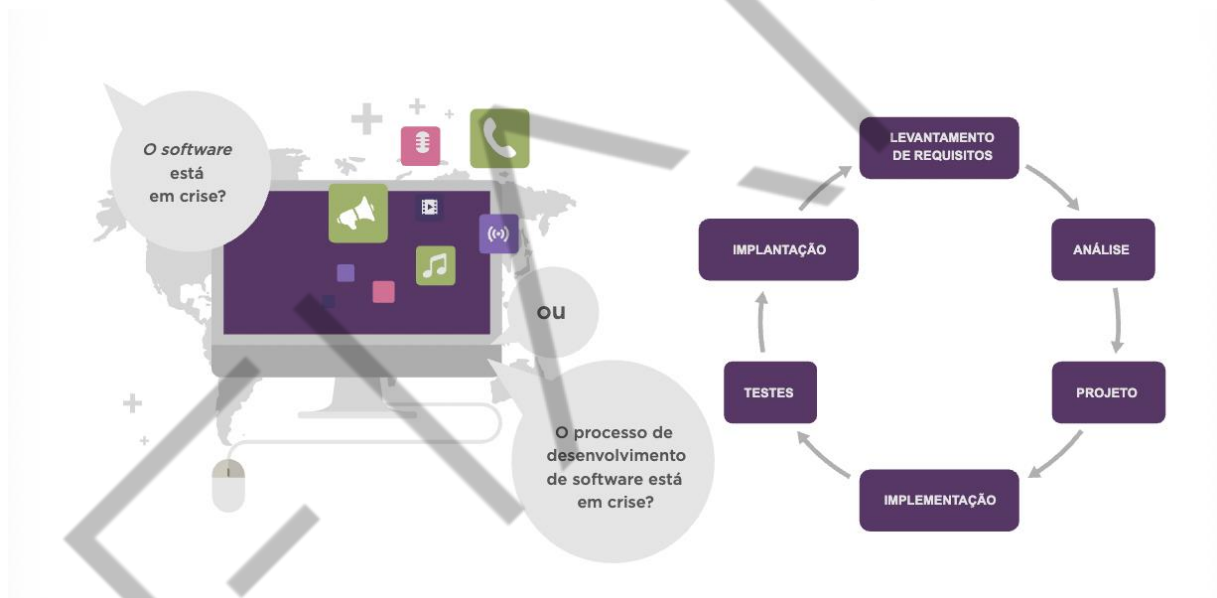 O software
está
em crise?
ou
O processo de
desenvolvimento
de software está
em crise?
LEVANTAMENTO
DE REQUISITOS
ANÁLISE
PROJETO
IMPLEMENTAÇÃO
TESTES
IMPLANTAÇÃO